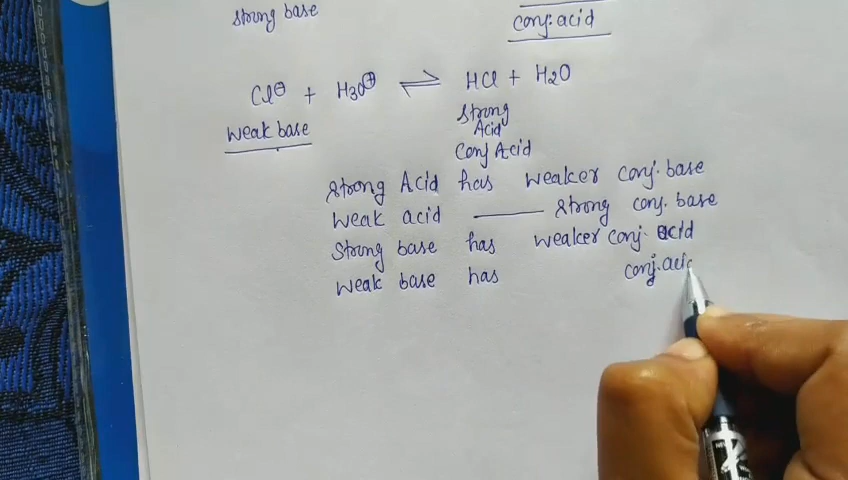 strong base
conj. acid
Cl⊖ + H3O⊕ ⇌ HCl + H2O
weak base
Strong
Acid
Conj Acid
Strong Acid has weaker conj. base
Weak acid ——— strong conj. base
Strong base has weaker conj. acid
Weak base has conj. acid